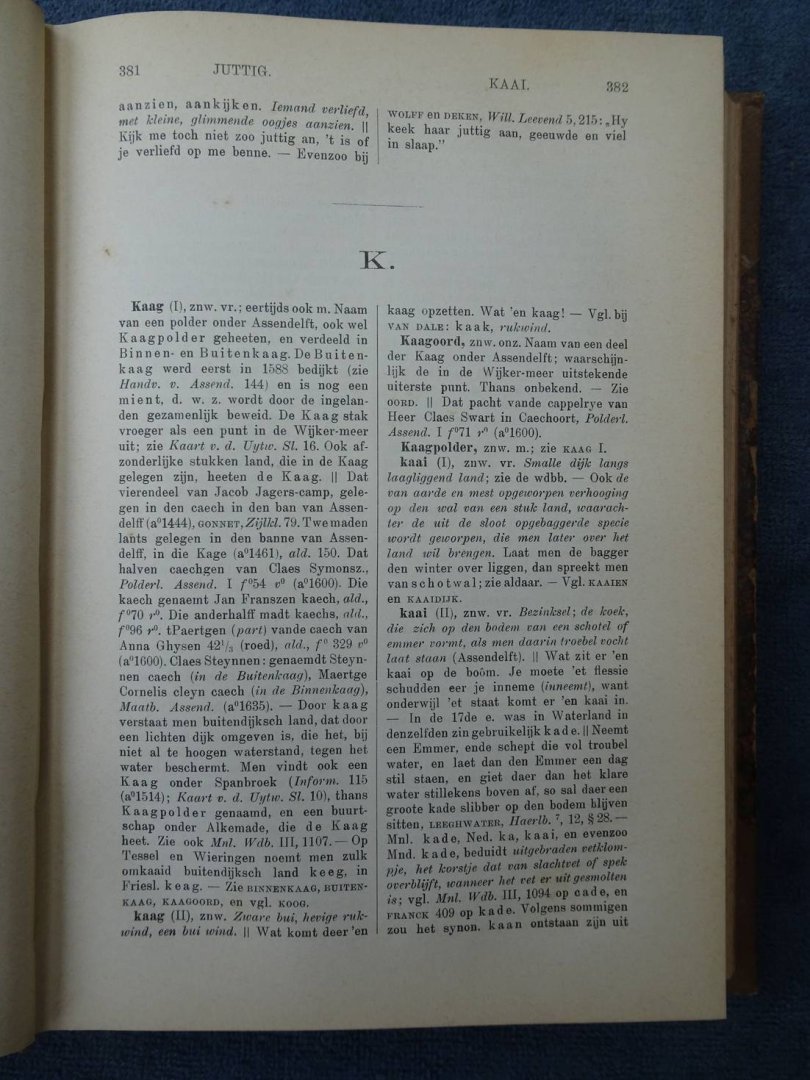 381 JUTTIG.
KAAI. 382
aanzien, aankijken. Iemand verliefd,
met kleine, glimmende oogjes aanzien. ||
Kijk me toch niet zoo juttig an, 't is of
je verliefd op me benne. — Evenzoo bij
WOLFF en DEKEN, Will. Leevend 5, 215: „Hy
keek haar juttig aan, geeuwde en viel
in slaap.”
K.
Kaag (I), znw. vr.; eertijds ook m. Naam
van een polder onder Assendelft, ook wel
Kaagpolder geheeten, en verdeeld in
Binnen- en Buitenkaag. De Buiten-
kaag werd eerst in 1588 bedijkt (zie
Handv. v. Assend. 144) en is nog een
mient, d. w. z. wordt door de ingelan-
den gezamenlijk beweid. De Kaag stak
vroeger als een punt in de Wijker-meer
uit; zie Kaart v. d. Uytw. Sl. 16. Ook af-
zonderlijke stukken land, die in de Kaag
gelegen zijn, heeten de Kaag. || Dat
vierendeel van Jacob Jagers-camp, gele-
gen in den caech in den ban van Assen-
delff (a°1444), GONNET, Zijlkl. 79. Twe maden
lants gelegen in den banne van Assen-
delff, in die Kage (a°1461), ald. 150. Dat
halven caechgen van Claes Symonsz.,
Polderl. Assend. I f°54 v° (a°1600). Die
kaech genaemt Jan Franszen kaech, ald.,
f°70 r°. Die anderhalff madt kaechs, ald.,
f°96 r°. tPaertgen (part) vande caech van
Anna Ghysen 42¹/₃ (roed), ald., f° 329 v°
(a°1600). Claes Steynnen: genaemdt Steyn-
nen caech (in de Buitenkaag), Maertge
Cornelis cleyn caech (in de Binnenkaag),
Maatb. Assend. (a°1635). — Door kaag
verstaat men buitendijksch land, dat door
een lichten dijk omgeven is, die het, bij
niet al te hoogen waterstand, tegen het
water beschermt. Men vindt ook een
Kaag onder Spanbroek (Inform. 115
(a°1514); Kaart v. d. Uytw. Sl. 10), thans
Kaagpolder genaamd, en een buurt-
schap onder Alkemade, die de Kaag
heet. Zie ook Mnl. Wdb. III, 1107. — Op
Tessel en Wieringen noemt men zulk
omkaaid buitendijksch land keeg, in
Friesl. keag. — Zie BINNENKAAG, BUITEN-
KAAG, KAAGOORD, en vgl. KOOG.
kaag (II), znw. Zware bui, hevige ruk-
wind, een bui wind. || Wat komt deer 'en
kaag opzetten. Wat 'en kaag! — Vgl. bij
VAN DALE: kaak, rukwind.
Kaagoord, znw. onz. Naam van een deel
der Kaag onder Assendelft; waarschijn-
lijk de in de Wijker-meer uitstekende
uiterste punt. Thans onbekend. — Zie
OORD. || Dat pacht vande cappelrye van
Heer Claes Swart in Caechoort, Polderl.
Assend. I f°71 r° (a°1600).
Kaagpolder, znw. m.; zie KAAG I.
kaai (I), znw. vr. Smalle dijk langs
laagliggend land; zie de wdbb. — Ook de
van aarde en mest opgeworpen verhooging
op den wal van een stuk land, waarach-
ter de uit de sloot opgebaggerde specie
wordt geworpen, die men later over het
land wil brengen. Laat men de bagger
den winter over liggen, dan spreekt men
van schotwal; zie aldaar. — Vgl. KAAIEN
en KAAIDIJK.
kaai (II), znw. vr. Bezinksel; de koek,
die zich op den bodem van een schotel of
emmer vormt, als men daarin troebel vocht
laat staan (Assendelft). || Wat zit er 'en
kaai op de boôm. Je moete 'et flessie
schudden eer je inneme (inneemt), want
onderwijl 'et staat komt er 'en kaai in.
— In de 17de e. was in Waterland in
denzelfden zin gebruikelijk kade. || Neemt
een Emmer, ende schept die vol troubel
water, en laet dan den Emmer een dag
stil staen, en giet daer dan het klare
water stillekens boven af, so sal daer een
groote kade slibber op den bodem blijven
sitten, LEEGHWATER, Haerlb. ⁷, 12, § 28. —
Mnl. kade, Ned. ka, kaai, en evenzoo
Mnd. kade, beduidt uitgebraden vetklom-
pje, het korstje dat van slachtvet of spek
overblijft, wanneer het vet er uit gesmolten
is; vgl. Mnl. Wdb. III, 1094 op cade, en
FRANCK 409 op kade. Volgens sommigen
zou het synon. kaan ontstaan zijn uit